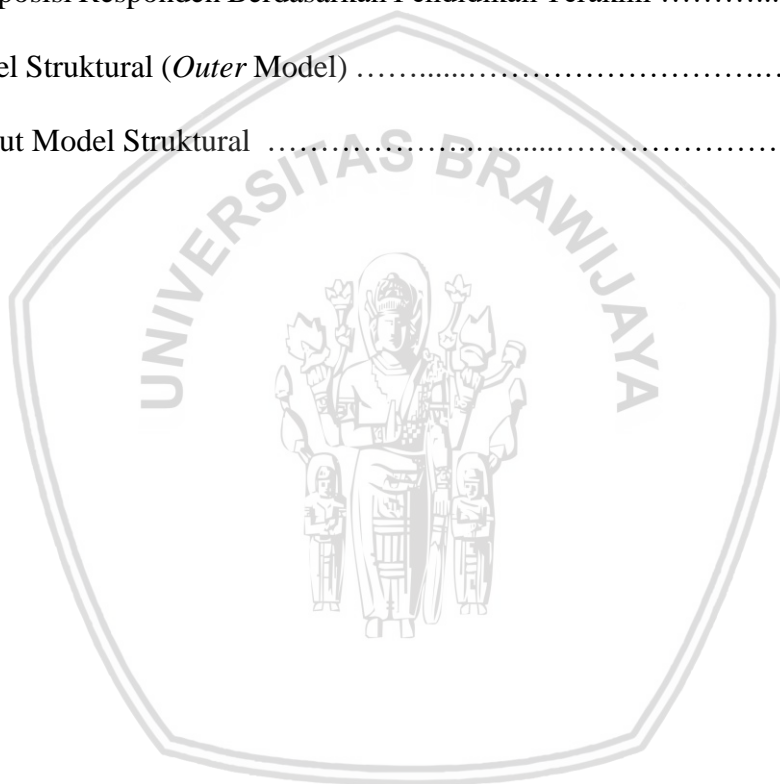 posisi Responden Berdasarkan Pendidikan Terakhir ………...
el Struktural (Outer Model) ……......……………………….…
ut Model Struktural ………………..…......…………………
UNIVERSITAS BRAWIJAYA